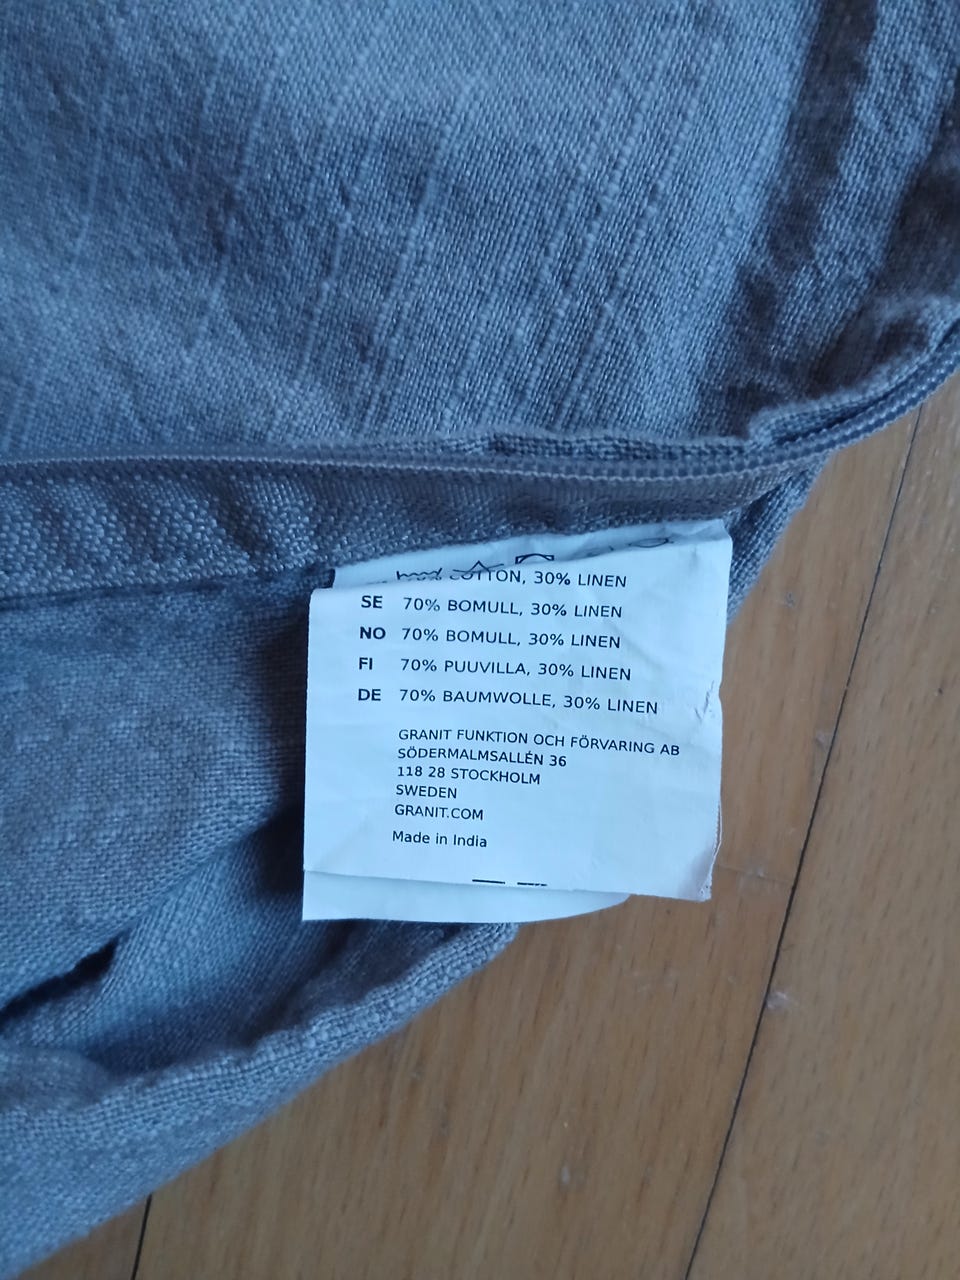 COTTON, 30% LINEN
SE 70% BOMULL, 30% LINEN
NO 70% BOMULL, 30% LINEN
FI 70% PUUVILLA, 30% LINEN
DE 70% BAUMWOLLE, 30% LINEN
GRANIT FUNKTION OCH FÖRVARING AB
SÖDERMALMSALLÉN 36
118 28 STOCKHOLM
SWEDEN
GRANIT.COM
Made in India